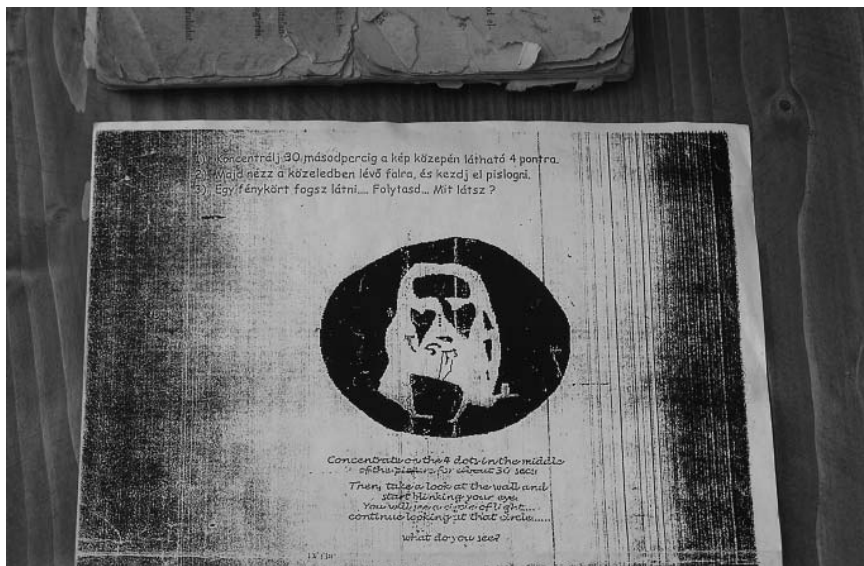 1) Koncentrálj 30 másodpercig a kép közepén látható 4 pontra.
2) Majd nézz a közeledben lévő falra, és kezdj el pislogni.
3) Egy fénykört fogsz látni.... Folytasd... Mit látsz ?
Concentrate on the 4 dots in the middle
of the picture for about 30 secs
Then, take a look at the wall and
start blinking your eye
You will see a circle of light....
continue looking at that circle......
what do you see?